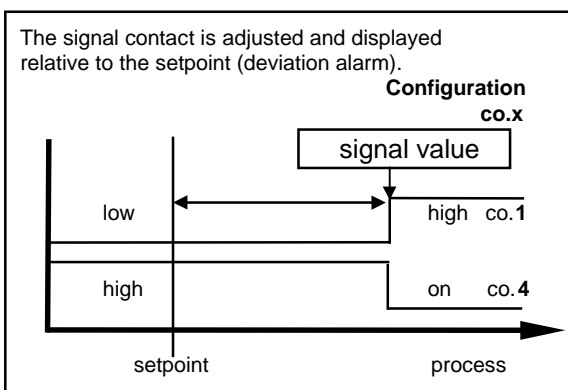 The signal contact is adjusted and displayed
relative to the setpoint (deviation alarm).
Configuration
co.x
signal value
low high co.1
high on co.4
setpoint process